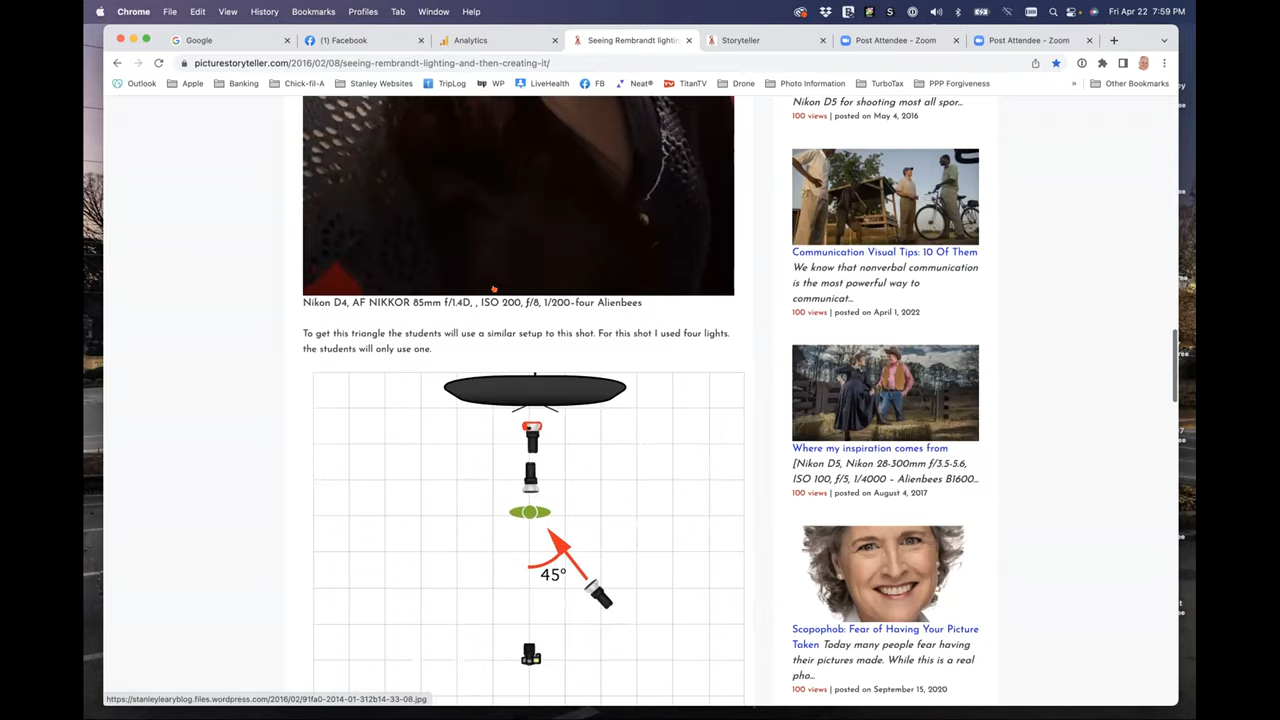 Chrome File Edit View History Bookmarks Profiles Tab Window Help Fri Apr 22 7:59 PM
Google (1) Facebook Analytics Seeing Rembrandt lightin Storyteller Post Attendee - Zoom Post Attendee - Zoom
picturestoryteller.com/2016/02/08/seeing-rembrandt-lighting-and-then-creating-it/
Outlook Apple Banking Chick-fil-A Stanley Websites TripLog WP LiveHealth FB Neat® TitanTV Drone Photo Information TurboTax PPP Forgiveness » Other Bookmarks
Nikon D4, AF NIKKOR 85mm f/1.4D, , ISO 200, ƒ/8, 1/200–four Alienbees
To get this triangle the students will use a similar setup to this shot. For this shot I used four lights.
the students will only use one.
45º
Nikon D5 for shooting most all spor...
100 views | posted on May 4, 2016
Communication Visual Tips: 10 Of Them
We know that nonverbal communication
is the most powerful way to
communicat...
100 views | posted on April 1, 2022
Where my inspiration comes from
[Nikon D5, Nikon 28-300mm ƒ/3.5-5.6,
ISO 100, ƒ/5, 1/4000 – Alienbees B1600...
100 views | posted on August 4, 2017
Scopophob: Fear of Having Your Picture
Taken Today many people fear having
their pictures made. While this is a real
pho...
100 views | posted on September 15, 2020
https://stanleylearyblog.files.wordpress.com/2016/02/91fa0-2014-01-312b14-33-08.jpg